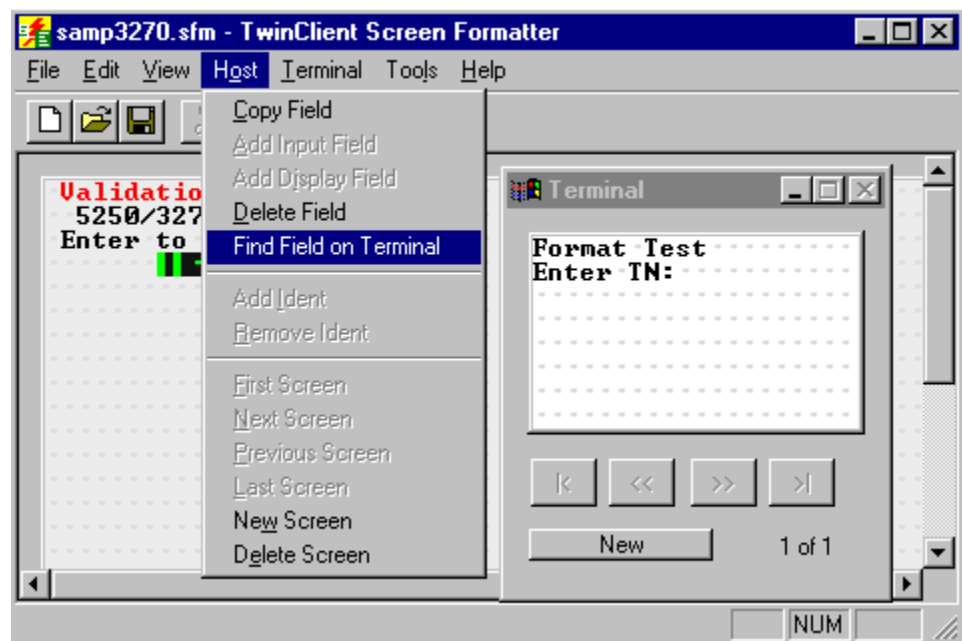 samp3270.sfm - TwinClient Screen Formatter
File Edit View Host Terminal Tools Help
Copy Field
Add Input Field
Add Display Field
Delete Field
Find Field on Terminal
Add Ident
Remove Ident
First Screen
Next Screen
Previous Screen
Last Screen
New Screen
Delete Screen
Validatio
5250/327
Enter to
Terminal
Format Test
Enter TN:
|< << >> >|
New 1 of 1
NUM